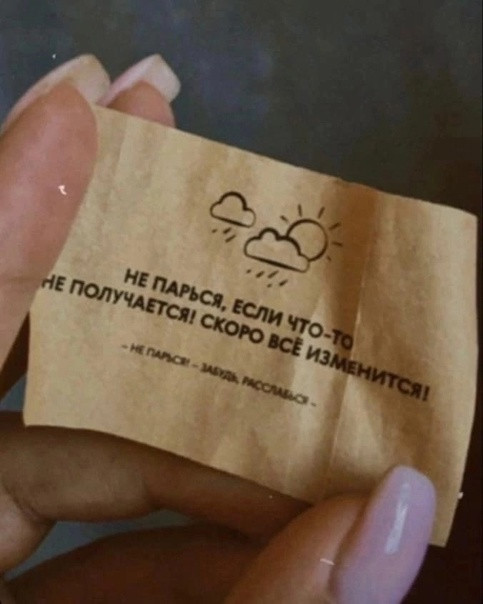 НЕ ПАРЬСЯ, ЕСЛИ ЧТО-ТО
НЕ ПОЛУЧАЕТСЯ! СКОРО ВСЁ ИЗМЕНИТСЯ!
– НЕ ПАРЬСЯ! – ЗАБУДЬ, РАССЛАБЬСЯ –